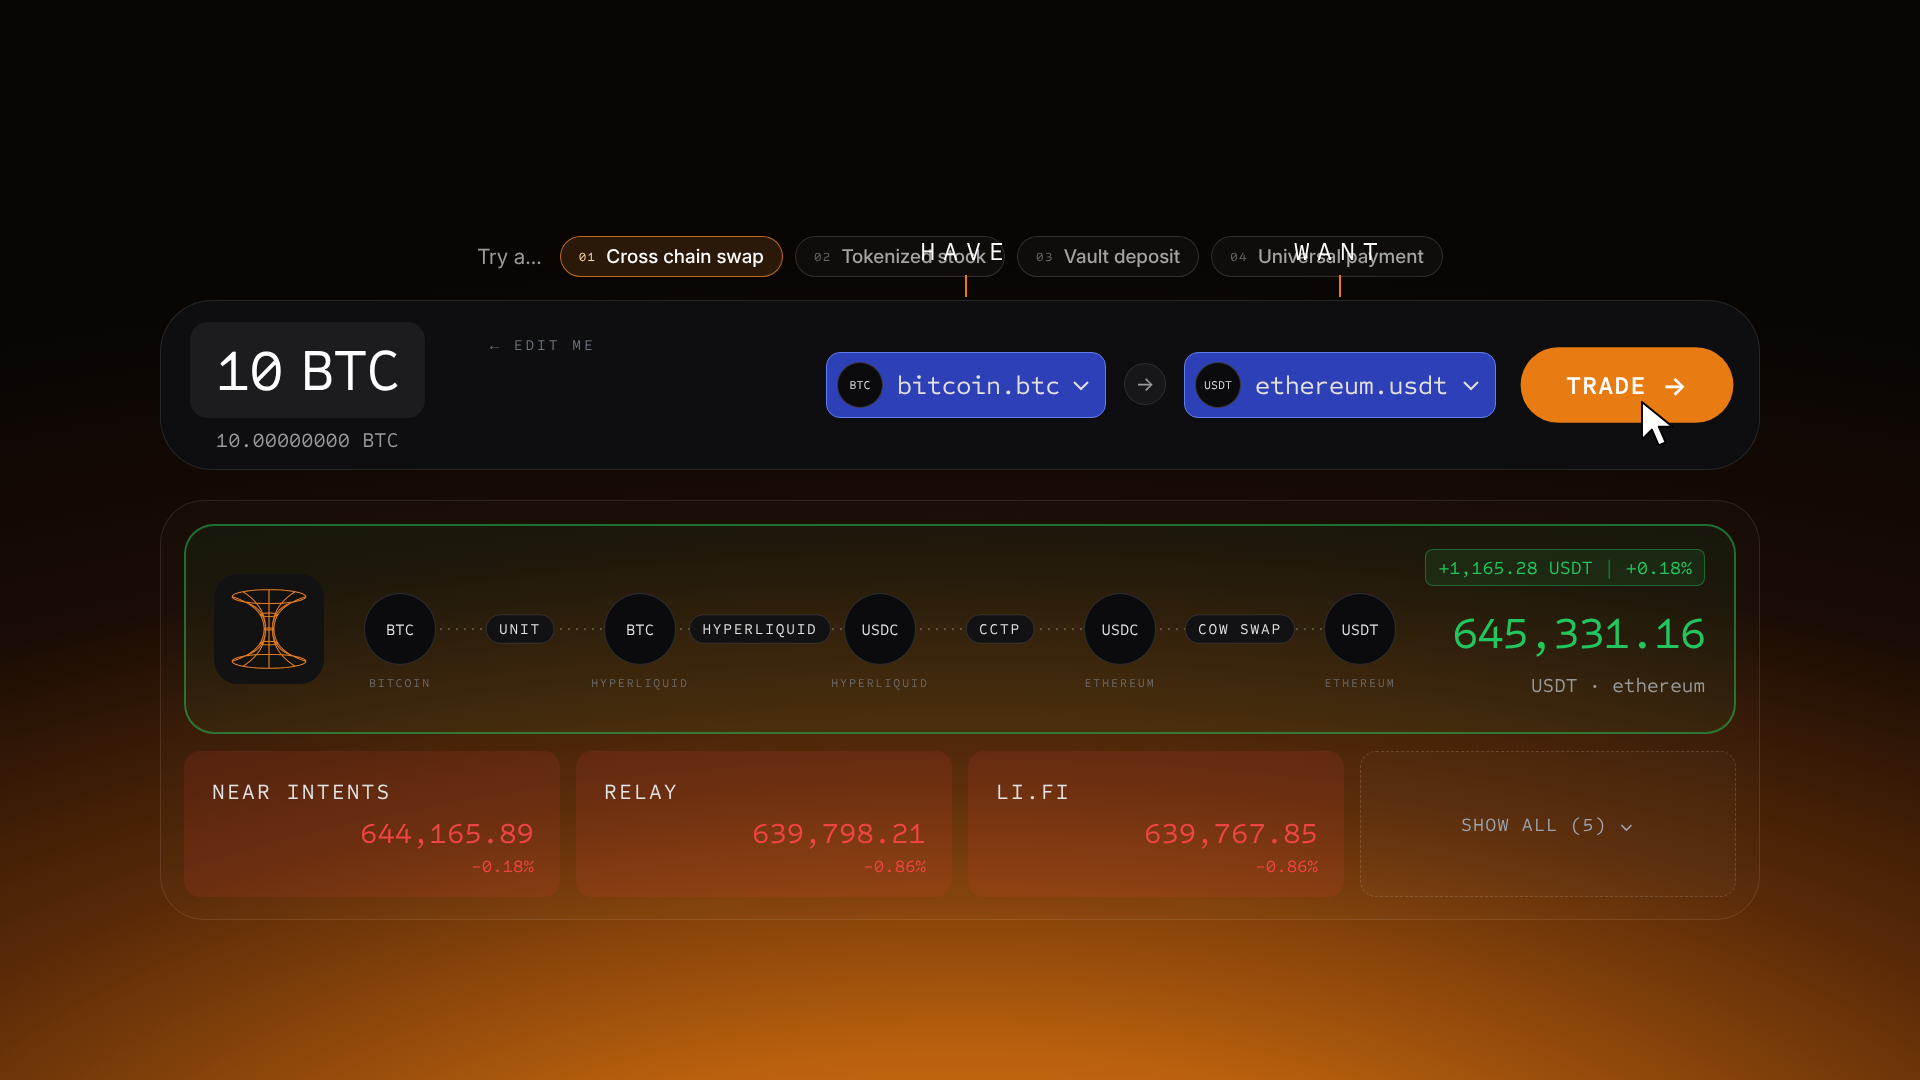 HAVE
WANT
Try a...
01 Cross chain swap
02 Tokenized stock
03 Vault deposit
04 Universal payment
10 BTC
← EDIT ME
10.00000000 BTC
BTC bitcoin.btc
→
USDT ethereum.usdt
TRADE →
+1,165.28 USDT | +0.18%
BTC UNIT BTC HYPERLIQUID USDC CCTP USDC COW SWAP USDT
645,331.16
BITCOIN HYPERLIQUID HYPERLIQUID ETHEREUM ETHEREUM
USDT · ethereum
NEAR INTENTS
644,165.89
-0.18%
RELAY
639,798.21
-0.86%
LI.FI
639,767.85
-0.86%
SHOW ALL (5)